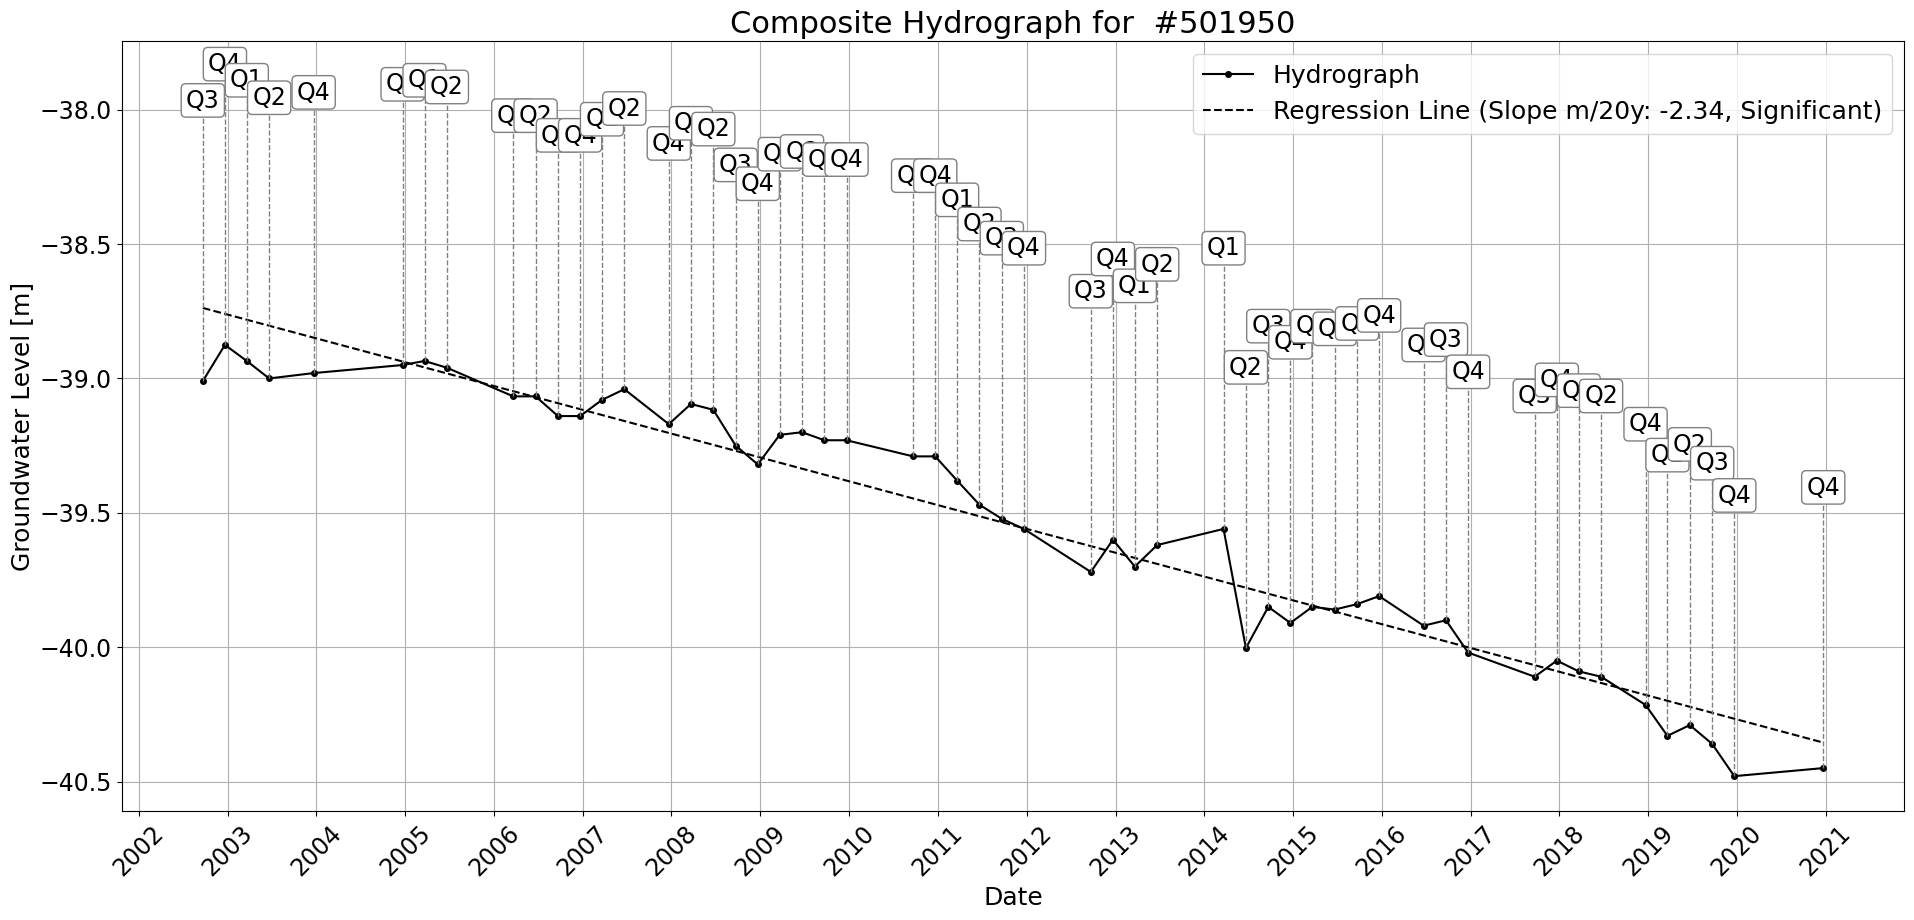 Composite Hydrograph for  #501950
Hydrograph
Regression Line (Slope m/20y: -2.34, Significant)
Groundwater Level [m]
−38.0
−38.5
−39.0
−39.5
−40.0
−40.5
Q3 Q4 Q1 Q2 Q4 Q Q Q2 Q Q2 Q Q4 Q Q2 Q4 Q Q2 Q3 Q4 Q Q Q Q4 Q Q4 Q1 Q2 Q Q4 Q3 Q4 Q1 Q2 Q1 Q2 Q3 Q4 Q Q Q Q4 Q Q3 Q4 Q3 Q4 Q Q2 Q4 Q Q2 Q3 Q4 Q4
2002 2003 2004 2005 2006 2007 2008 2009 2010 2011 2012 2013 2014 2015 2016 2017 2018 2019 2020 2021
Date